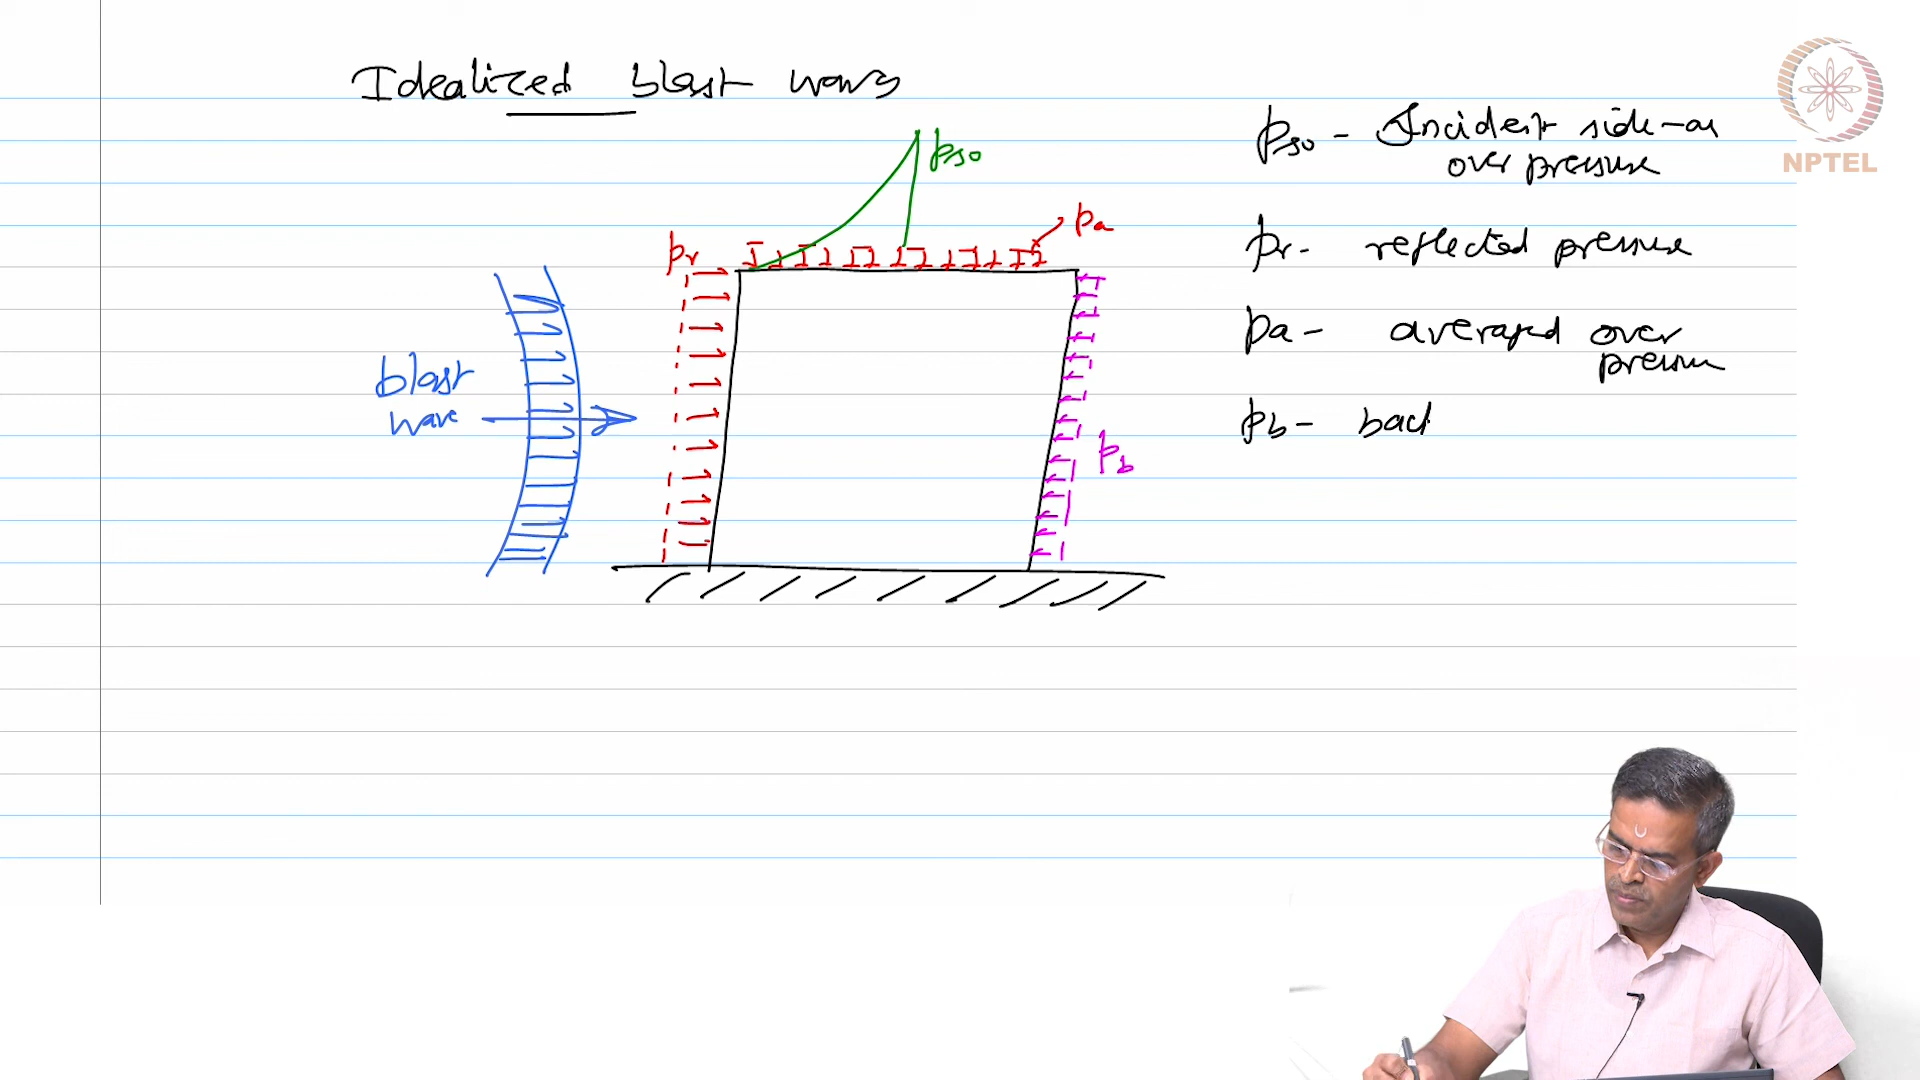 Idealized blast wave
pso
pso - Incident side-on
over pressure
NPTEL
pr
pa
pr - reflected pressure
blast
wave
pa - averaged over
pressure
pb - back
pb